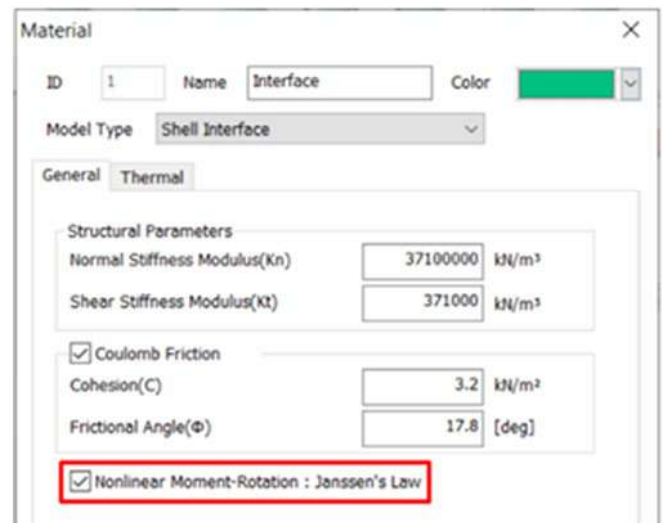 Material
ID 1 Name Interface Color
Model Type Shell Interface
General Thermal
Structural Parameters
Normal Stiffness Modulus(Kn) 37100000 kN/m³
Shear Stiffness Modulus(Kt) 371000 kN/m³
Coulomb Friction
Cohesion(C) 3.2 kN/m²
Frictional Angle(Φ) 17.8 [deg]
Nonlinear Moment-Rotation : Janssen's Law